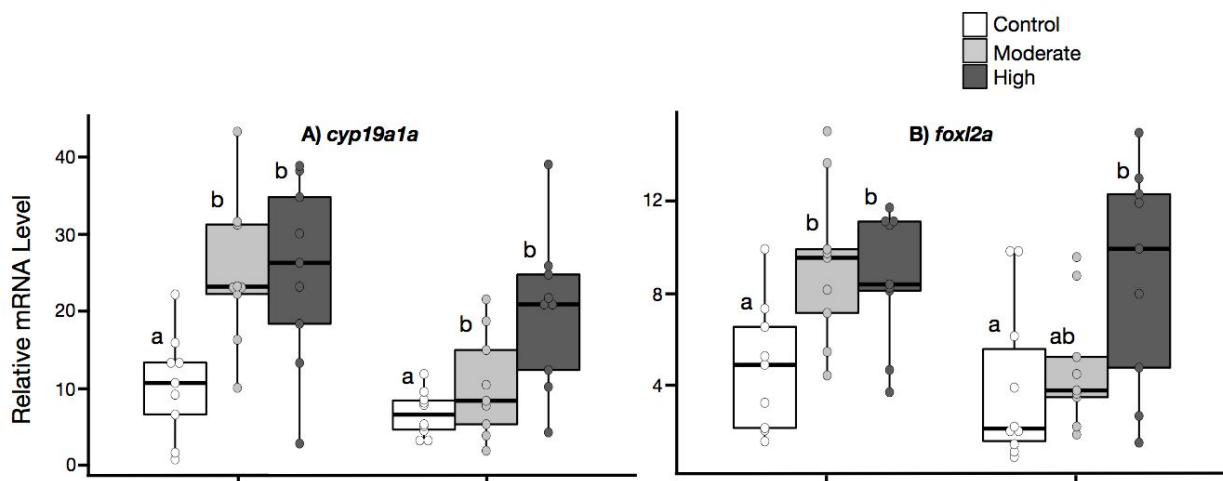 Control
Moderate
High
A) cyp19a1a
B) foxl2a
Relative mRNA Level
40
30
20
10
0
a
b
b
a
b
b
12
8
4
a
b
b
a
ab
b